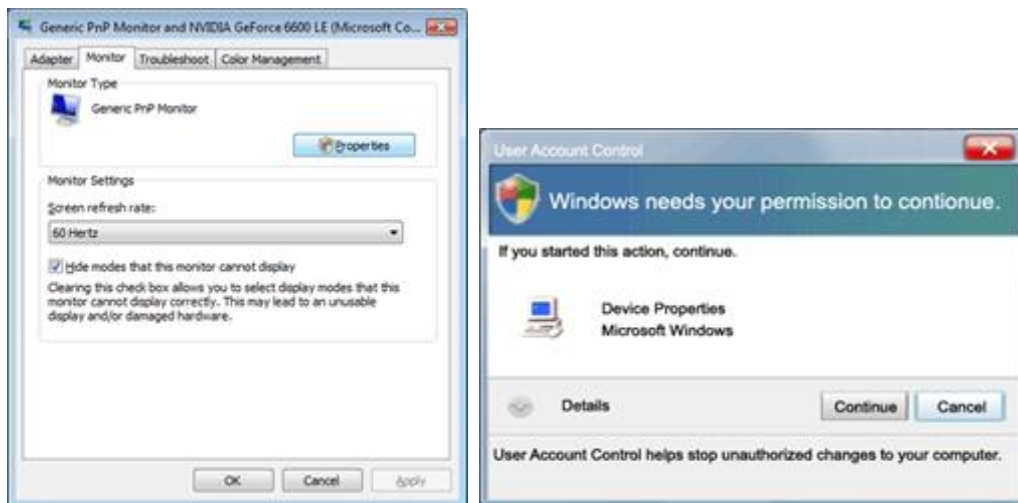 Generic PnP Monitor and NVIDIA GeForce 6600 LE (Microsoft Co...
Adapter Monitor Troubleshoot Color Management
Monitor Type
Generic PnP Monitor
Properties
Monitor Settings
Screen refresh rate:
60 Hertz
Hide modes that this monitor cannot display
Clearing this check box allows you to select display modes that this
monitor cannot display correctly. This may lead to an unusable
display and/or damaged hardware.
OK Cancel Apply
User Account Control
Windows needs your permission to contionue.
If you started this action, continue.
Device Properties
Microsoft Windows
Details Continue Cancel
User Account Control helps stop unauthorized changes to your computer.